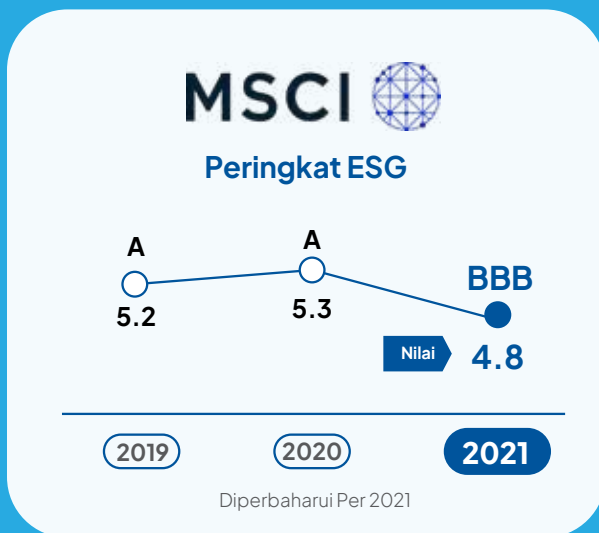 MSCI
Peringkat ESG
A
A
BBB
5.2
5.3
Nilai
4.8
2019
2020
2021
Diperbaharui Per 2021